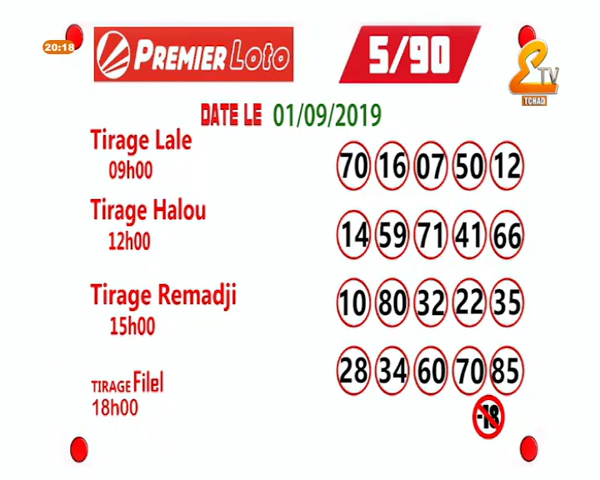 20:18
PREMIER Loto
5/90
TV
TCHAD
DATE LE 01/09/2019
Tirage Lale
09h00
70 16 07 50 12
Tirage Halou
12h00
14 59 71 41 66
Tirage Remadji
15h00
10 80 32 22 35
TIRAGE Filel
18h00
28 34 60 70 85
-18